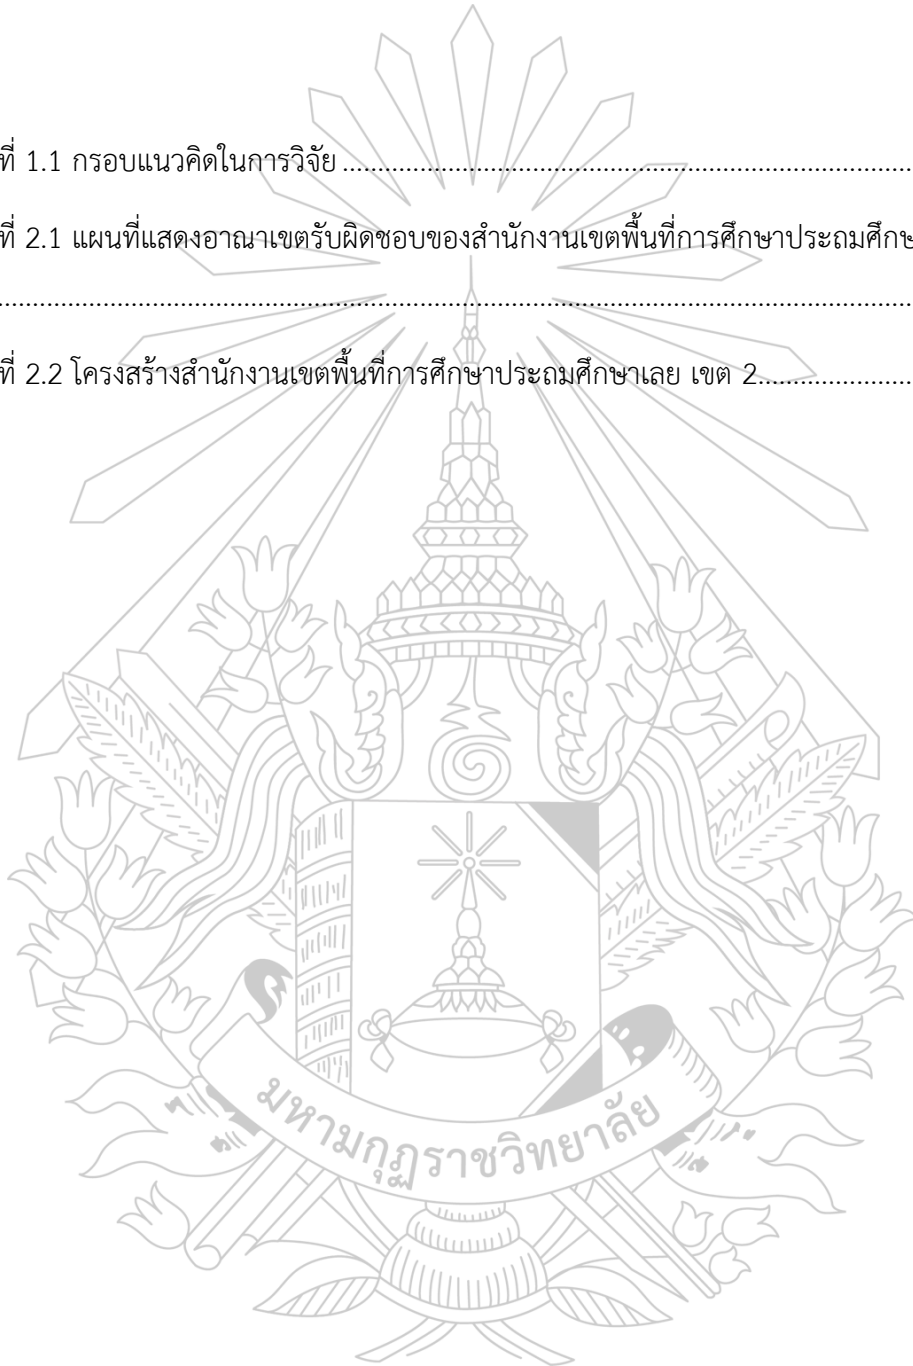 ที่ 1.1 กรอบแนวคิดในการวิจัย ........................................................................................
ที่ 2.1 แผนที่แสดงอาณาเขตรับผิดชอบของสำนักงานเขตพื้นที่การศึกษาประถมศึกษ
........................................................................................................................
ที่ 2.2 โครงสร้างสำนักงานเขตพื้นที่การศึกษาประถมศึกษาเลย เขต 2........................
มหามกุฏราชวิทยาลัย